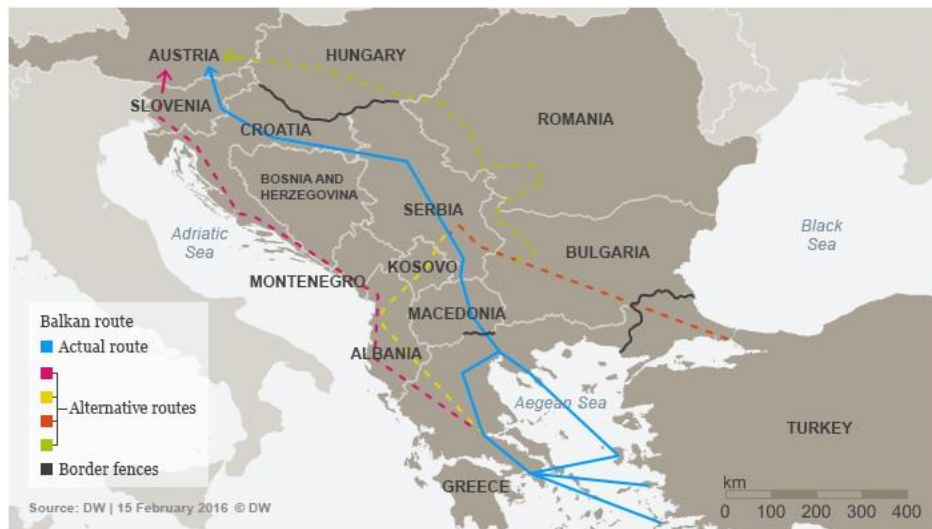 AUSTRIA
HUNGARY
SLOVENIA
CROATIA
ROMANIA
BOSNIA AND
HERZEGOVINA
SERBIA
Adriatic
Sea
Black
Sea
BULGARIA
KOSOVO
MONTENEGRO
MACEDONIA
ALBANIA
Aegean Sea
TURKEY
GREECE
Balkan route
Actual route
Alternative routes
Border fences
km
0 100 200 300 400
Source: DW | 15 February 2016 © DW